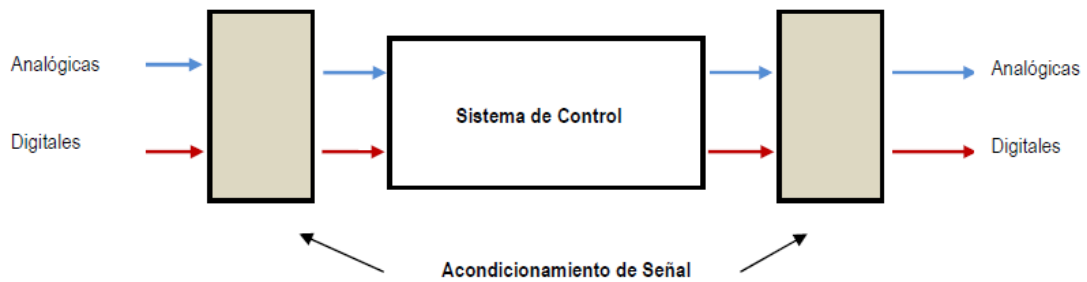 Analógicas
Analógicas
Sistema de Control
Digitales
Digitales
Acondicionamiento de Señal